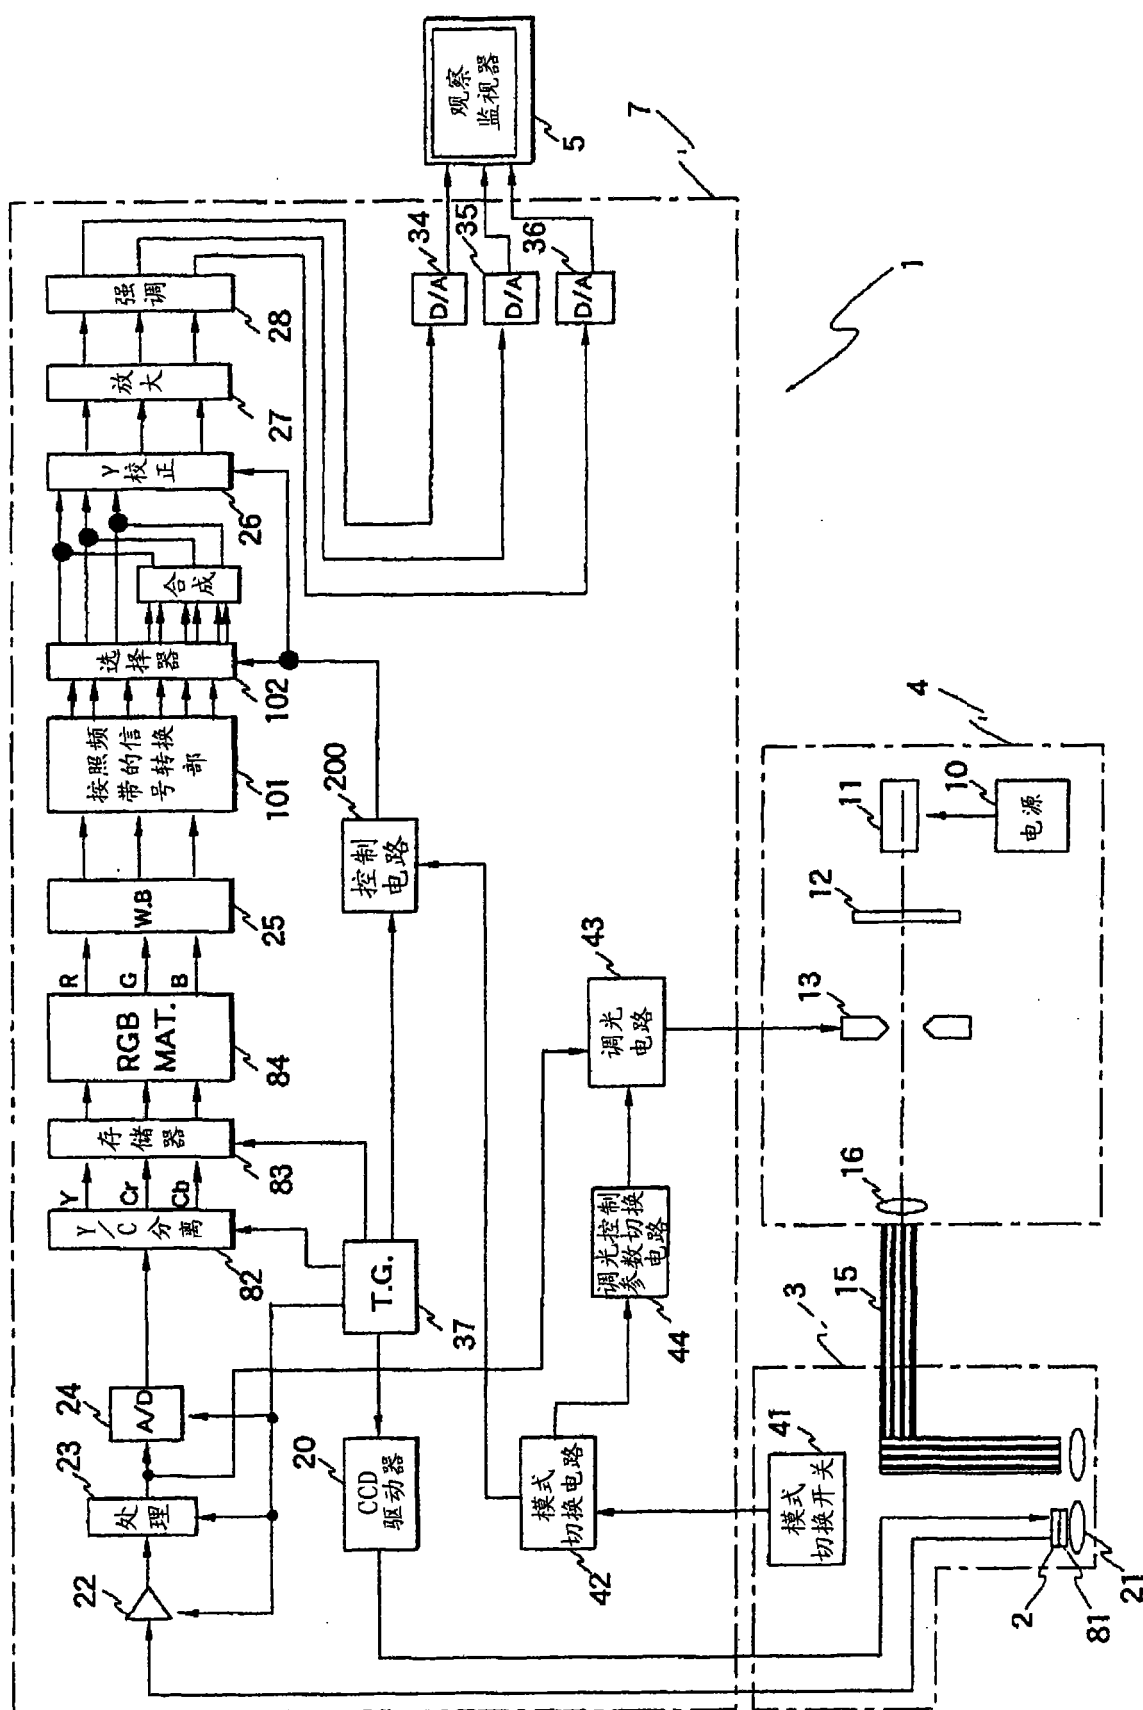 观察
监视器
5
7
强调
28
放大
27
γ校正
26
合成
选择器
102
按照频
带的信
号转换
部
101
W.B
25
R
G
B
RGB
MAT.
84
存储器
83
Y
Cr
Cb
Y/C分离
82
A/D
24
处理
23
22
D/A
34
D/A
35
D/A
36
1
控制
电路
200
T.G.
37
CCD
驱动器
20
调光
电路
43
调光控制
参数切换
电路
44
模式
切换电路
42
模式
切换开关
41
4
11
电源
10
12
13
16
15
3
2
81
21